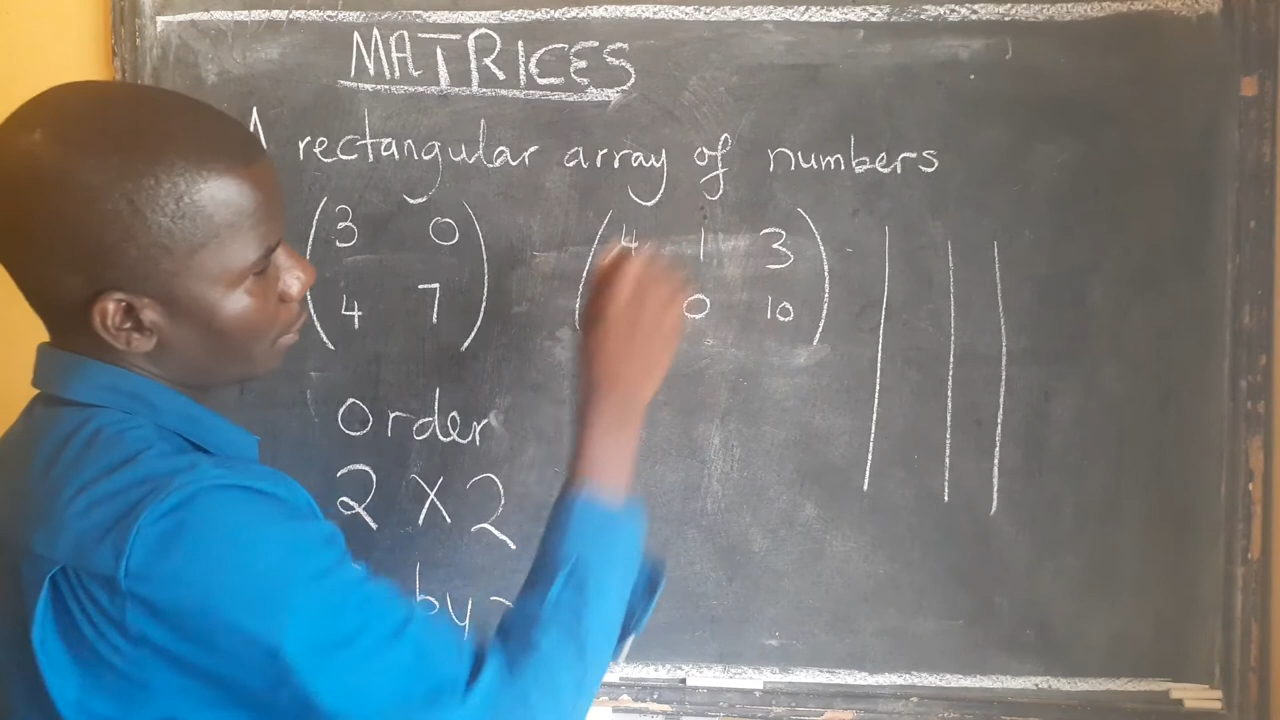 MATRICES
A rectangular array of numbers
3 0 4 1 3
4 7 0 10
Order
2 X 2
by